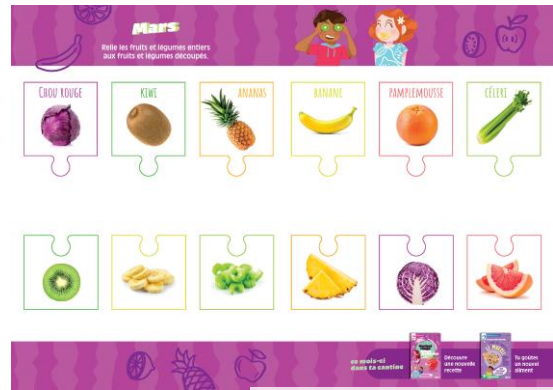 Mars
Relie les fruits et légumes entiers
aux fruits et légumes découpés.
CHOU ROUGE
KIWI
ANANAS
BANANE
PAMPLEMOUSSE
CÉLERI
ce mois-ci
dans ta cantine
Découvre
une nouvelle
recette
Tu goûtes
un nouvel
aliment